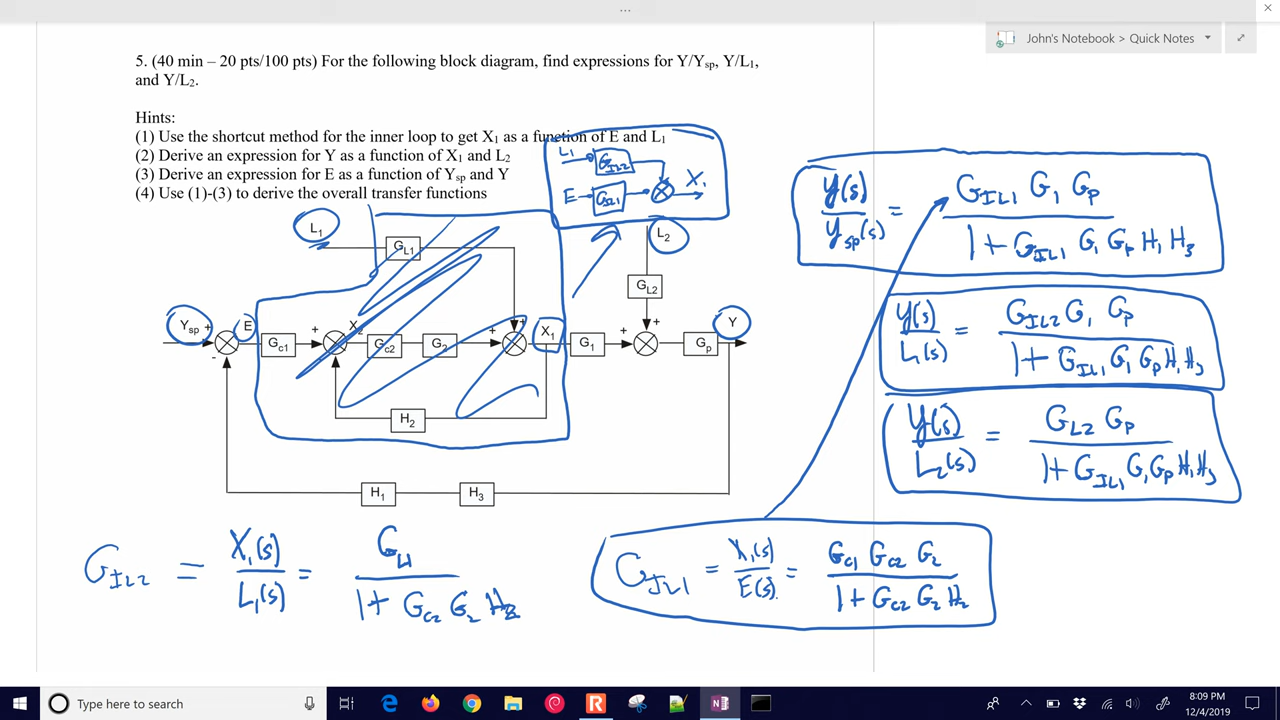 John's Notebook > Quick Notes
5. (40 min – 20 pts/100 pts) For the following block diagram, find expressions for Y/Ysp, Y/L1,
and Y/L2.
Hints:
(1) Use the shortcut method for the inner loop to get X1 as a function of E and L1
(2) Derive an expression for Y as a function of X1 and L2
(3) Derive an expression for E as a function of Ysp and Y
(4) Use (1)-(3) to derive the overall transfer functions
L1 GIL2
E GIL1 X1
Y(s)/Ysp(s) = GIL1 G1 Gp / 1 + GIL1 G1 Gp H1 H3
L1 GL1 L2
GL2
Ysp + E Gc1 + X2 Gc2 G2 + + X1 G1 + + Gp Y
- -
H2
H1 H3
Y(s)/L1(s) = GIL2 G1 Gp / 1 + GIL1 G1 Gp H1 H3
Y(s)/L2(s) = GL2 Gp / 1 + GIL1 G1 Gp H1 H3
GIL2 = X1(s)/L1(s) = GL1 / 1 + Gc2 G2 H2
GIL1 = X1(s)/E(s) = Gc1 Gc2 G2 / 1 + Gc2 G2 H2
Type here to search
8:09 PM
12/4/2019